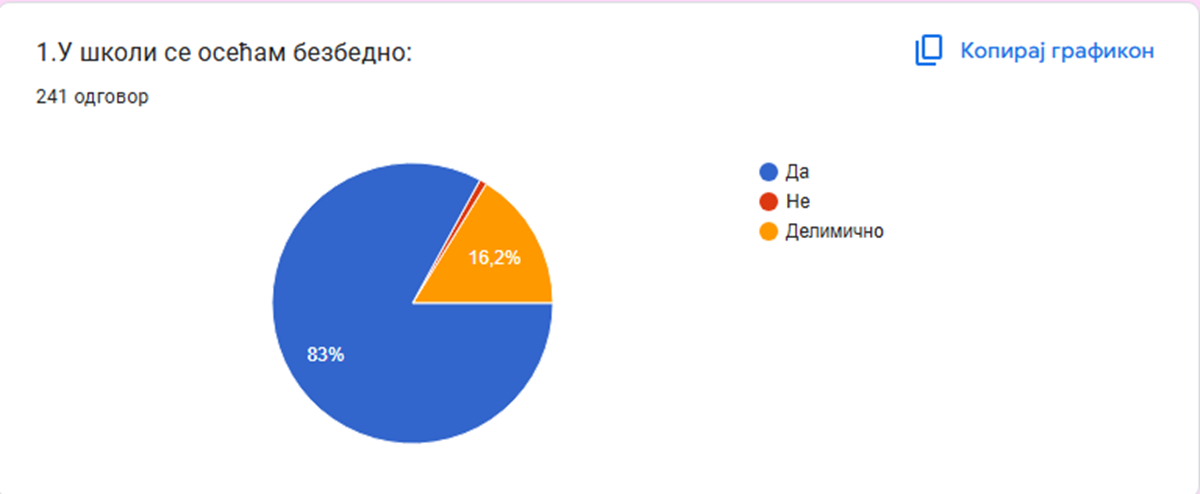 1.У школи се осећам безбедно:
Копирај графикон
241 одговор
Да
Не
Делимично
16,2%
83%